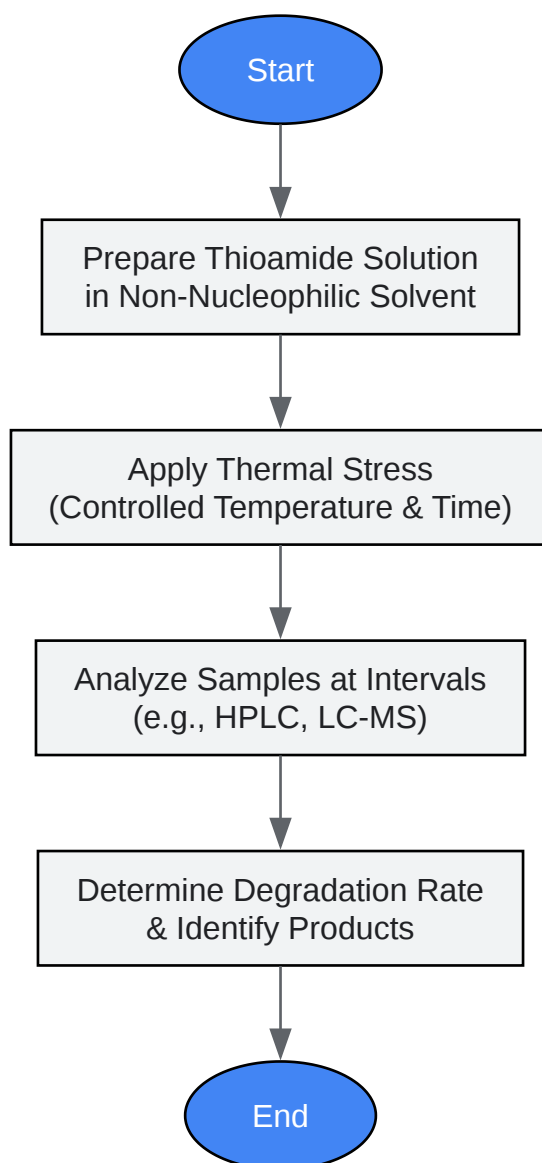 Start
Prepare Thioamide Solution
in Non-Nucleophilic Solvent
Apply Thermal Stress
(Controlled Temperature & Time)
Analyze Samples at Intervals
(e.g., HPLC, LC-MS)
Determine Degradation Rate
& Identify Products
End